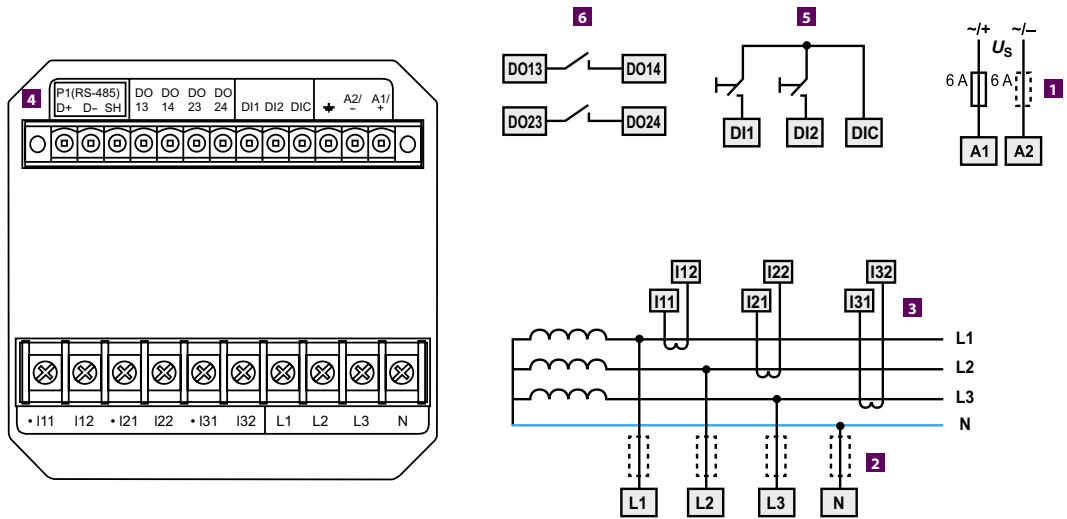 4
P1(RS-485)
D+ D– SH
DO DO DO DO
13 14 23 24
DI1 DI2 DIC
A2/ A1/
– +
• I11 I12 • I21 I22 • I31 I32 L1 L2 L3 N
6
DO13 DO14
DO23 DO24
5
DI1 DI2 DIC
~/+ ~/–
US
6 A 6 A
1
A1 A2
I12 I22 I32
I11 I21 I31
3
L1
L2
L3
N
2
L1 L2 L3 N